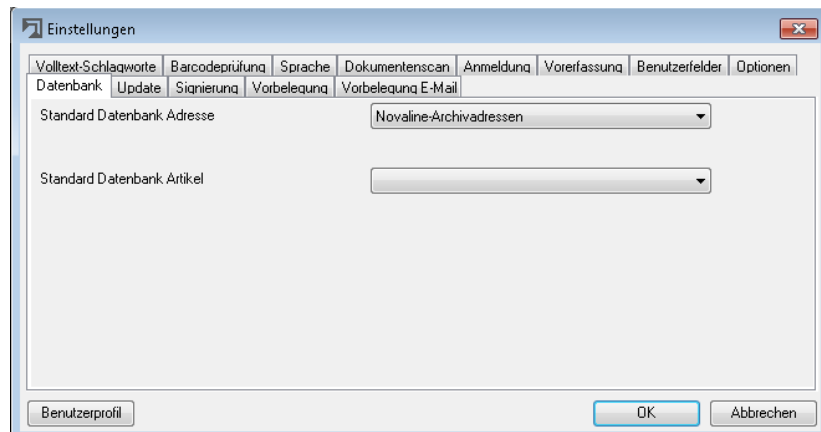 Einstellungen
Volltext-Schlagworte Barcodeprüfung Sprache Dokumentenscan Anmeldung Vorerfassung Benutzerfelder Optionen
Datenbank Update Signierung Vorbelegung Vorbelegung E-Mail
Standard Datenbank Adresse Novaline-Archivadressen
Standard Datenbank Artikel
Benutzerprofil OK Abbrechen